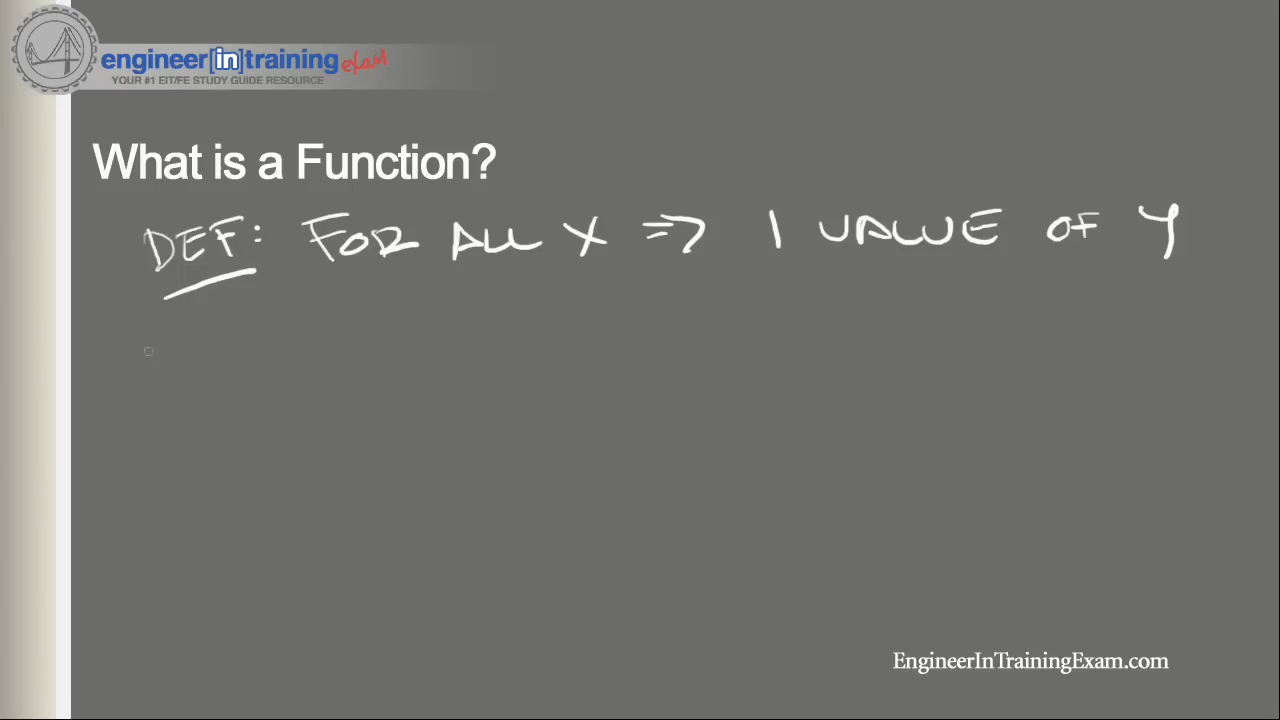 engineer[in]training exam
YOUR #1 EIT/FE STUDY GUIDE RESOURCE
What is a Function?
DEF: FOR ALL X => 1 VALUE OF Y
EngineerInTrainingExam.com